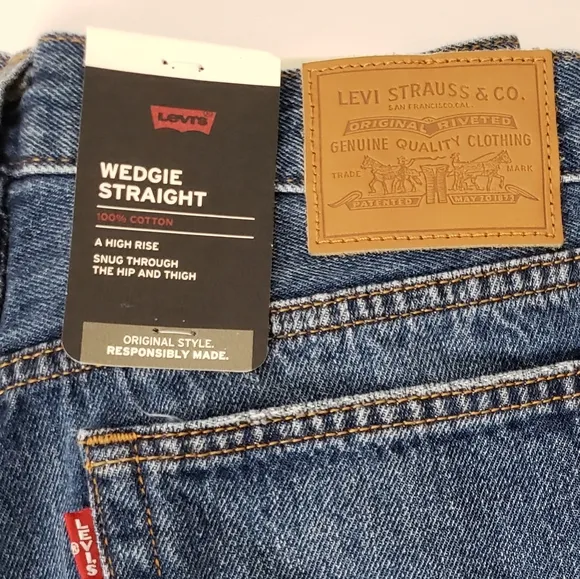 Levi's
WEDGIE
STRAIGHT
100% COTTON
A HIGH RISE
SNUG THROUGH
THE HIP AND THIGH
ORIGINAL STYLE.
RESPONSIBLY MADE.
LEVI STRAUSS & CO.
SAN FRANCISCO, CAL.
ORIGINAL RIVETED
GENUINE QUALITY CLOTHING
TRADE MARK
PATENTED MAY 20 1873
LEVI'S
®